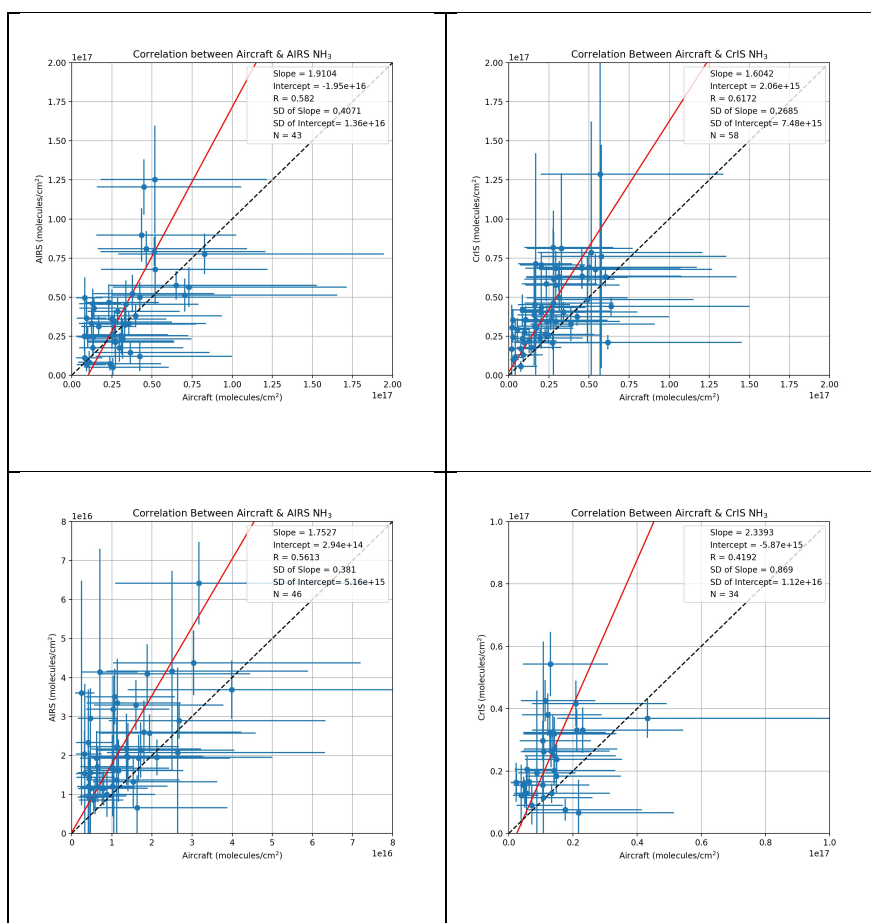 Correlation between Aircraft & AIRS NH3
1e17
2.00
1.75
1.50
1.25
1.00
0.75
0.50
0.25
0.00
AIRS (molecules/cm2)
Slope = 1.9104
Intercept = -1.95e+16
R = 0.582
SD of Slope = 0.4071
SD of Intercept= 1.36e+16
N = 43
0.00 0.25 0.50 0.75 1.00 1.25 1.50 1.75 2.00
Aircraft (molecules/cm2)
1e17
Correlation Between Aircraft & CrIS NH3
1e17
2.00
1.75
1.50
1.25
1.00
0.75
0.50
0.25
0.00
CrIS (molecules/cm2)
Slope = 1.6042
Intercept = 2.06e+15
R = 0.6172
SD of Slope = 0.2685
SD of Intercept= 7.48e+15
N = 58
0.00 0.25 0.50 0.75 1.00 1.25 1.50 1.75 2.00
Aircraft (molecules/cm2)
1e17
Correlation Between Aircraft & AIRS NH3
1e16
8
7
6
5
4
3
2
1
0
AIRS (molecules/cm2)
Slope = 1.7527
Intercept = 2.94e+14
R = 0.5613
SD of Slope = 0.381
SD of Intercept= 5.16e+15
N = 46
0 1 2 3 4 5 6 7 8
Aircraft (molecules/cm2)
1e16
Correlation Between Aircraft & CrIS NH3
1e17
1.0
0.8
0.6
0.4
0.2
0.0
CrIS (molecules/cm2)
Slope = 2.3393
Intercept = -5.87e+15
R = 0.4192
SD of Slope = 0.869
SD of Intercept= 1.12e+16
N = 34
0.0 0.2 0.4 0.6 0.8 1.0
Aircraft (molecules/cm2)
1e17